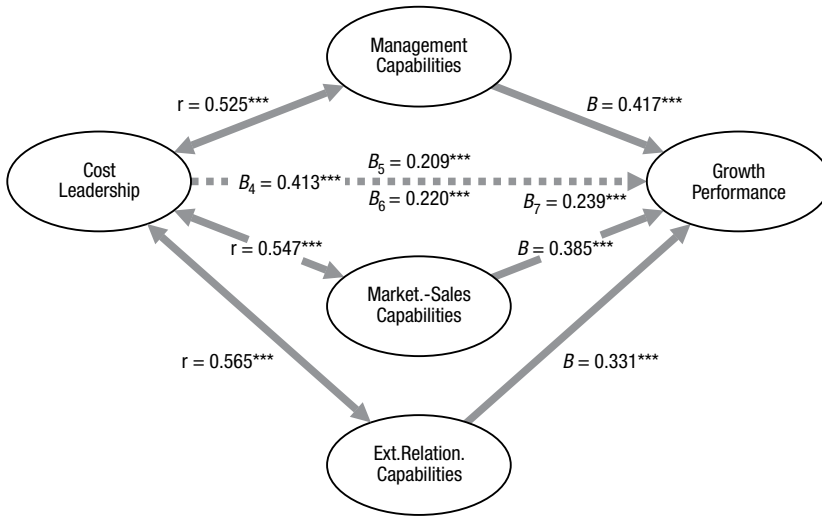 Management
Capabilities
r = 0.525***
B = 0.417***
Cost
Leadership
B₄ = 0.413***
B₅ = 0.209***
B₆ = 0.220***
B₇ = 0.239***
Growth
Performance
r = 0.547***
B = 0.385***
Market.-Sales
Capabilities
r = 0.565***
B = 0.331***
Ext.Relation.
Capabilities